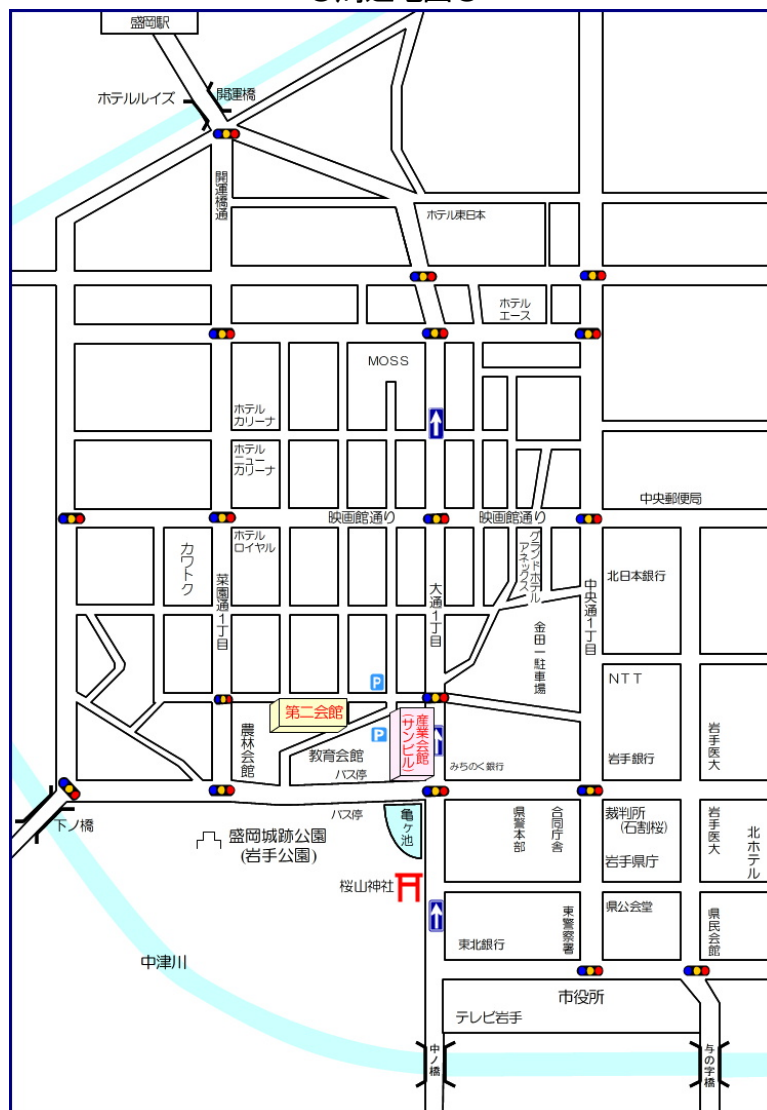 盛岡駅
ホテルルイズ
開運橋
開運橋通
ホテル東日本
ホテル
エース
MOSS
ホテル
カリーナ
ホテル
ニュー
カリーナ
中央郵便局
映画館通り
映画館通り
カワトク
ホテル
ロイヤル
菜園通1丁目
大通1丁目
グランドホテル
アネックス
中央通1丁目
北日本銀行
金田一駐車場
NTT
P
第二会館
P
産業会館
(サンビル)
農林会館
教育会館
バス停
みちのく銀行
岩手銀行
岩手医大
下ノ橋
バス停
亀ヶ池
盛岡城跡公園
(岩手公園)
県警本部
合同庁舎
裁判所
(石割桜)
岩手県庁
岩手医大
北ホテル
桜山神社
東北銀行
東警察署
県公会堂
県民会館
中津川
市役所
テレビ岩手
中ノ橋
与の字橋